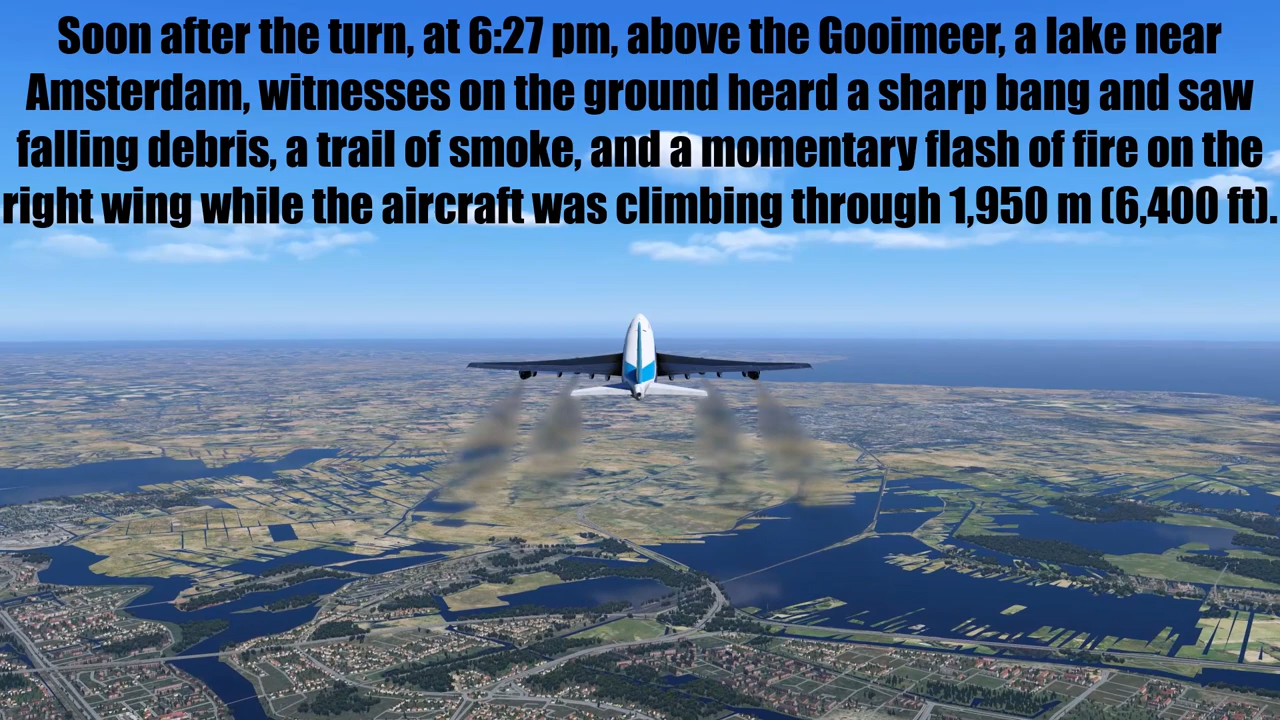 Soon after the turn, at 6:27 pm, above the Gooimeer, a lake near
Amsterdam, witnesses on the ground heard a sharp bang and saw
falling debris, a trail of smoke, and a momentary flash of fire on the
right wing while the aircraft was climbing through 1,950 m (6,400 ft).